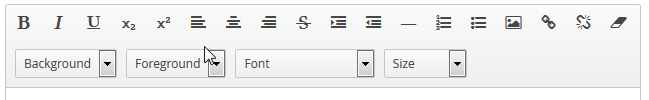 B I U x₂ x² S
Background Foreground Font Size